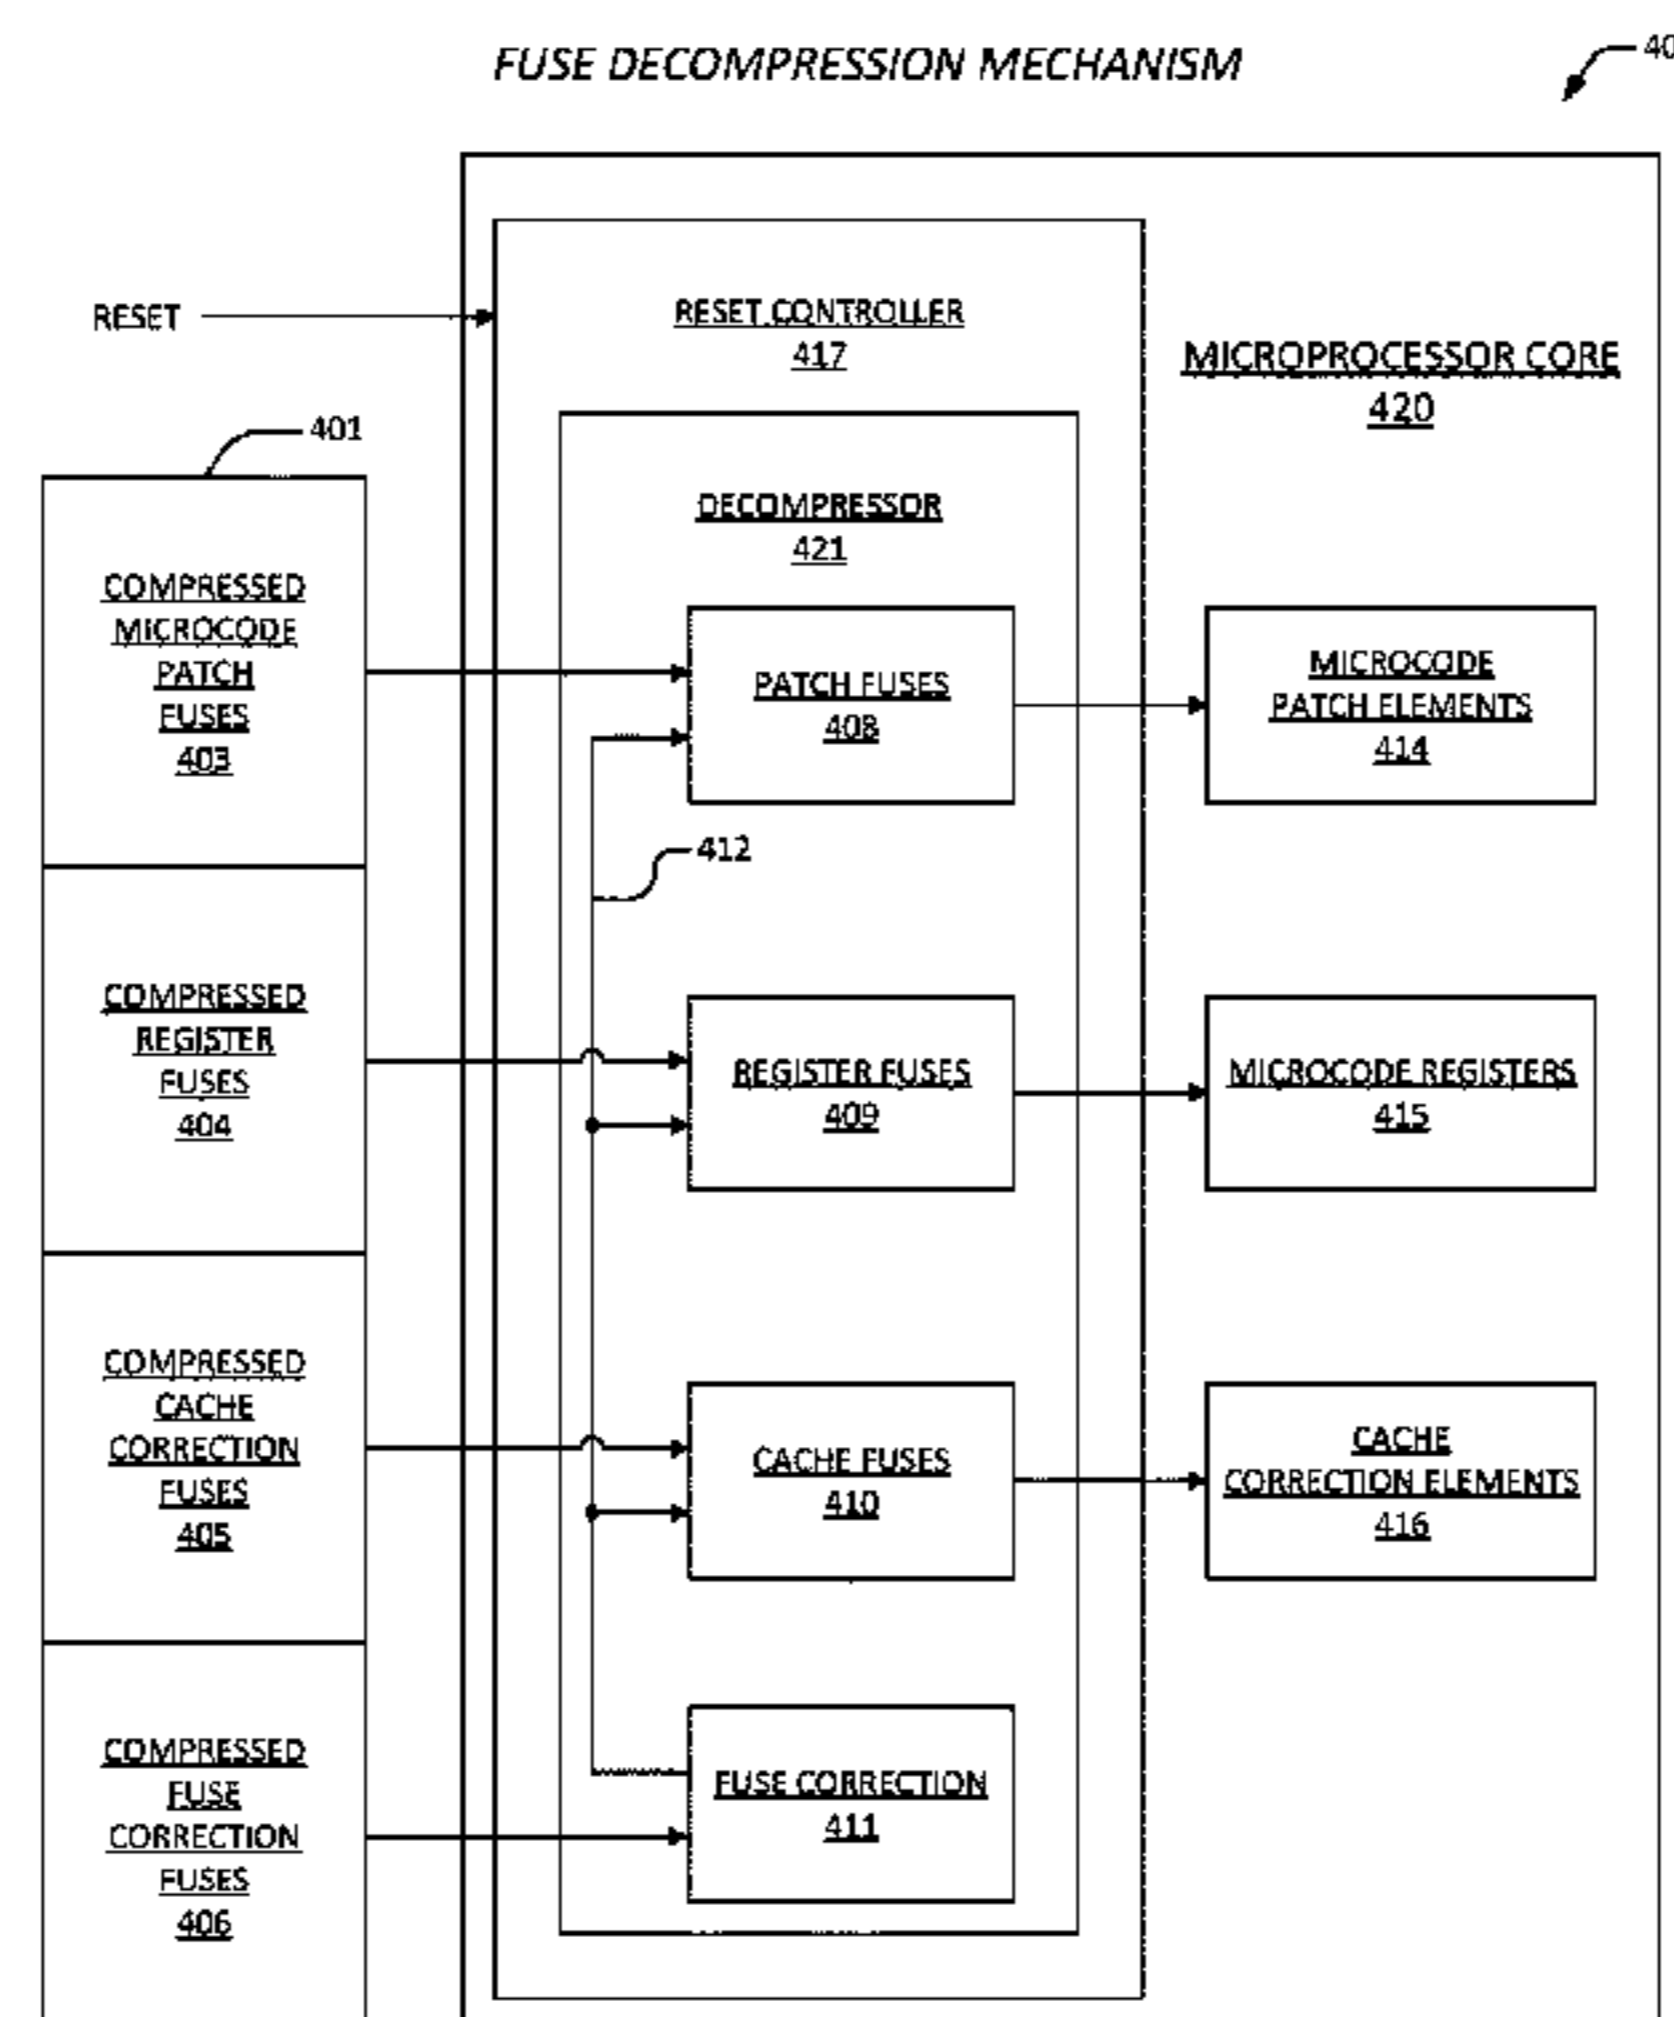 FUSE DECOMPRESSION MECHANISM
RESET
RESET CONTROLLER
417
MICROPROCESSOR CORE
420
401
DECOMPRESSOR
421
COMPRESSED
MICROCODE
PATCH
FUSES
403
PATCH FUSES
408
MICROCODE
PATCH ELEMENTS
414
412
COMPRESSED
REGISTER
FUSES
404
REGISTER FUSES
409
MICROCODE REGISTERS
415
COMPRESSED
CACHE
CORRECTION
FUSES
405
CACHE FUSES
410
CACHE
CORRECTION ELEMENTS
416
COMPRESSED
FUSE
CORRECTION
FUSES
406
FUSE CORRECTION
411